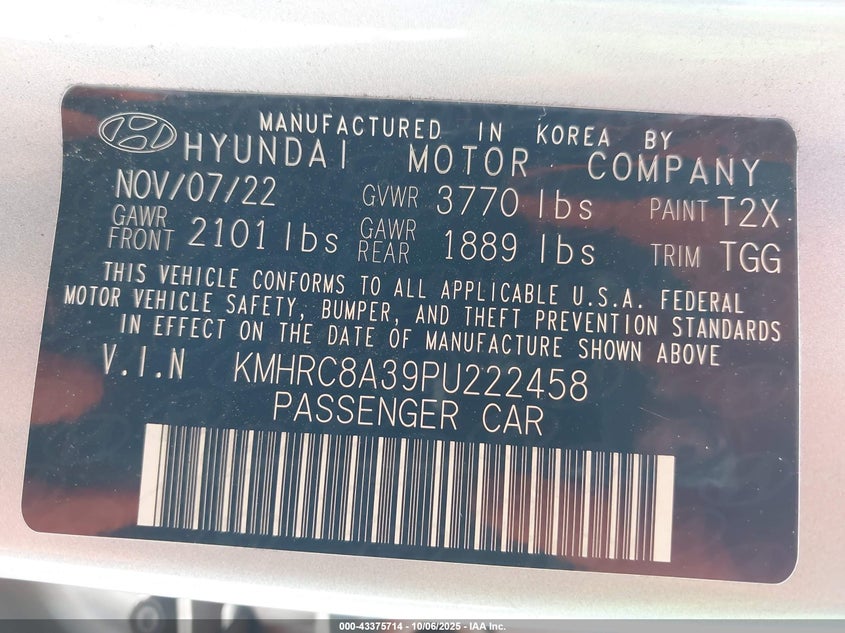 MANUFACTURED IN KOREA BY
HYUNDAI MOTOR COMPANY
NOV/07/22 GVWR 3770 lbs PAINT T2X
GAWR FRONT 2101 lbs GAWR REAR 1889 lbs TRIM TGG
THIS VEHICLE CONFORMS TO ALL APPLICABLE U.S.A. FEDERAL
MOTOR VEHICLE SAFETY, BUMPER, AND THEFT PREVENTION STANDARDS
IN EFFECT ON THE DATE OF MANUFACTURE SHOWN ABOVE
V.I.N KMHRC8A39PU222458
PASSENGER CAR
000-43375714 - 10/06/2025 - IAA Inc.